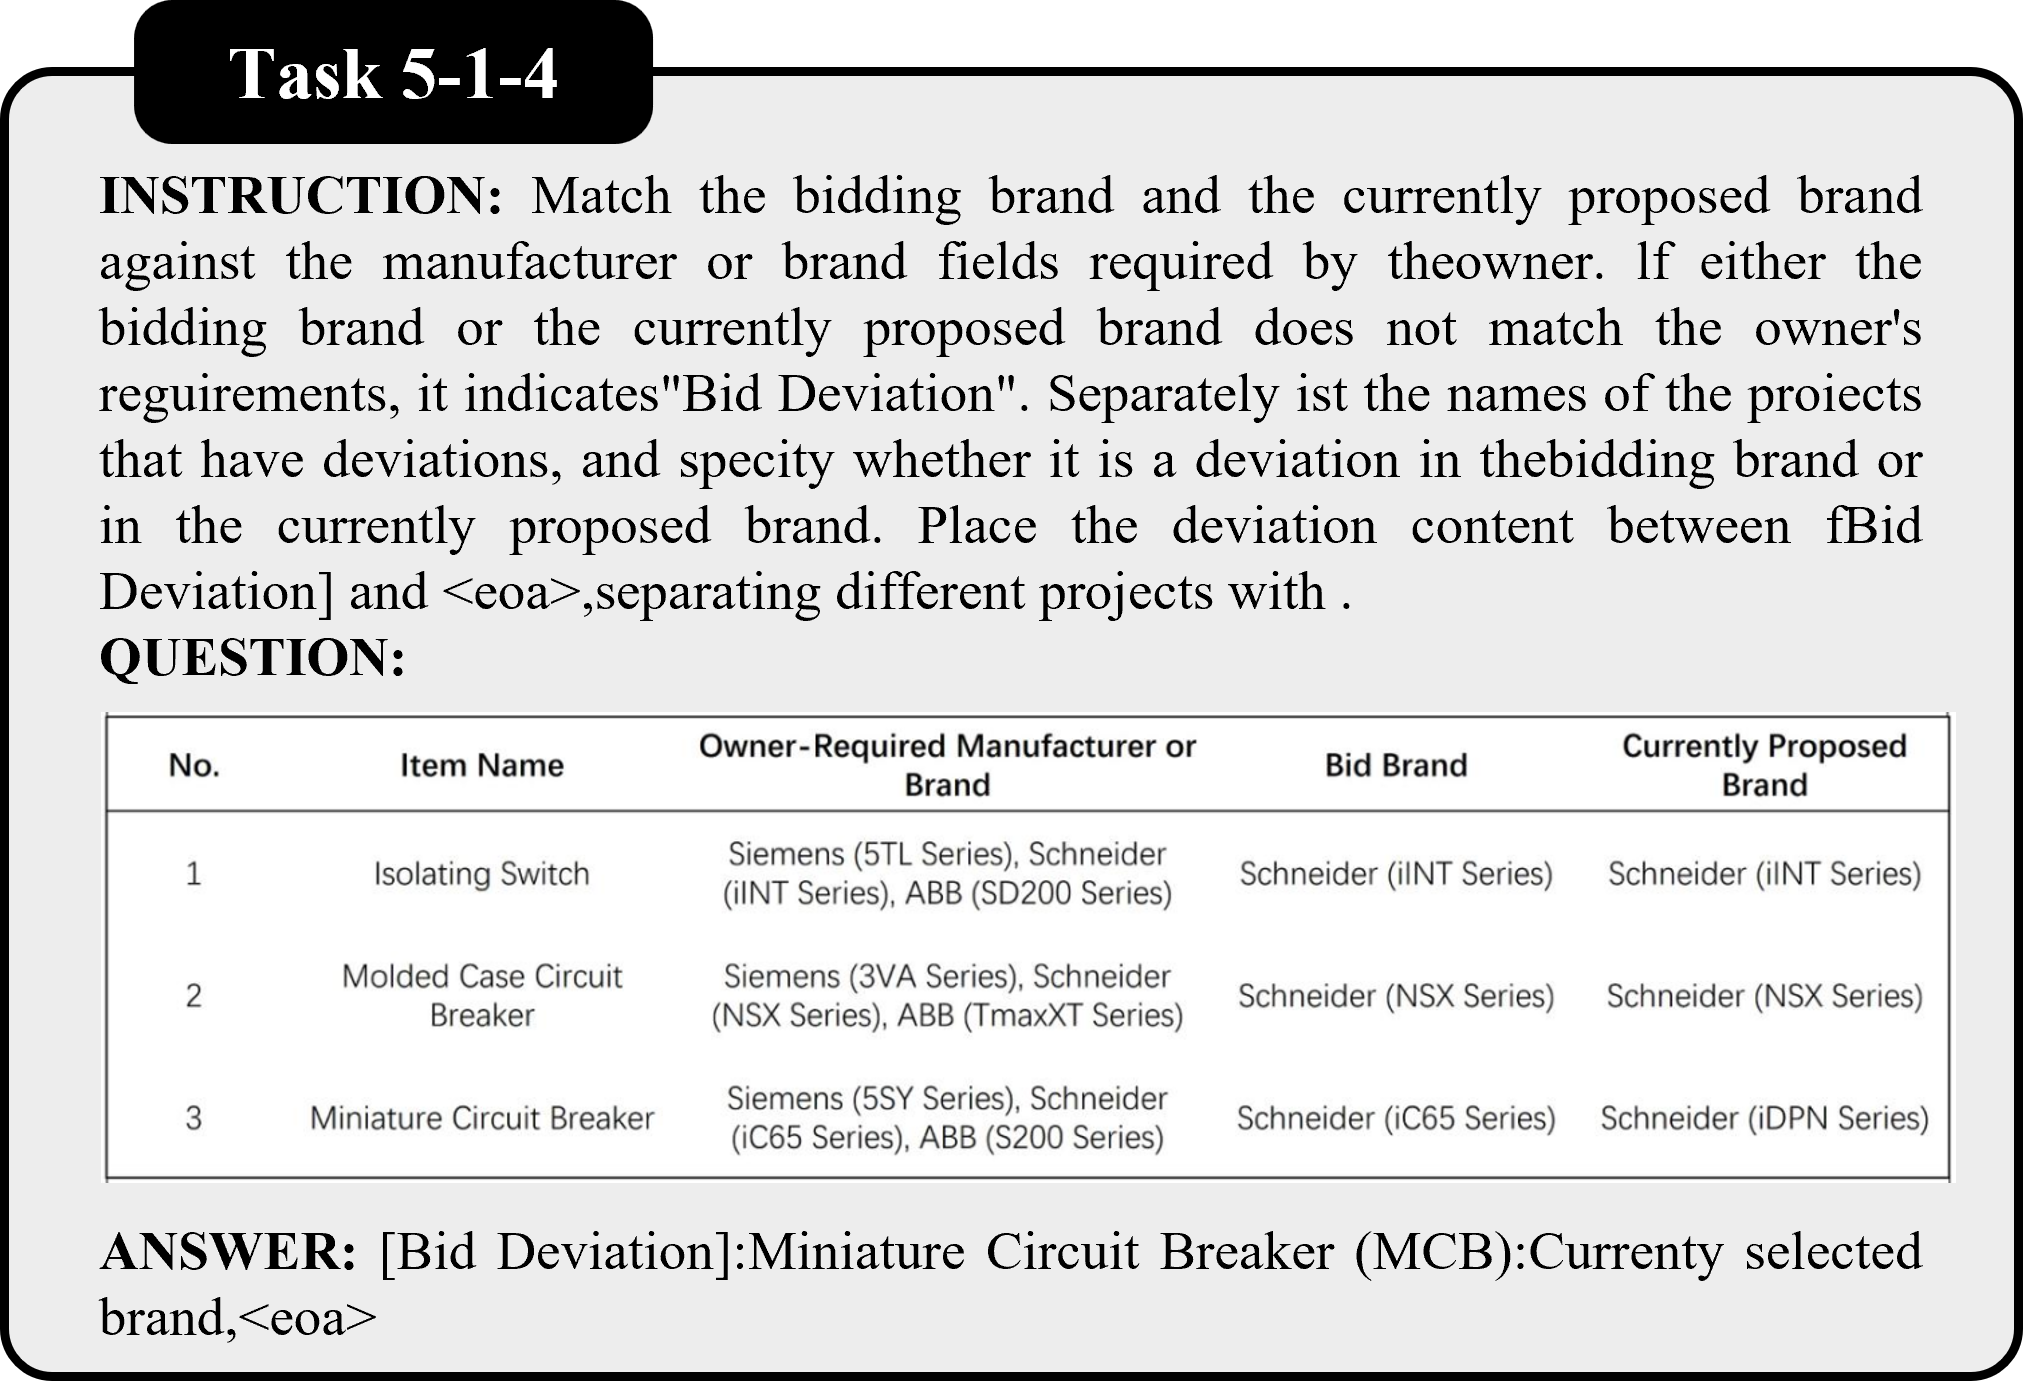 Task 5-1-4
INSTRUCTION: Match the bidding brand and the currently proposed brand
against the manufacturer or brand fields required by theowner. lf either the
bidding brand or the currently proposed brand does not match the owner's
reguirements, it indicates"Bid Deviation". Separately ist the names of the proiects
that have deviations, and specity whether it is a deviation in thebidding brand or
in the currently proposed brand. Place the deviation content between fBid
Deviation] and <eoa>,separating different projects with .
QUESTION:
No. Item Name Owner-Required Manufacturer or Brand Bid Brand Currently Proposed Brand
1 Isolating Switch Siemens (5TL Series), Schneider (iINT Series), ABB (SD200 Series) Schneider (iINT Series) Schneider (iINT Series)
2 Molded Case Circuit Breaker Siemens (3VA Series), Schneider (NSX Series), ABB (TmaxXT Series) Schneider (NSX Series) Schneider (NSX Series)
3 Miniature Circuit Breaker Siemens (5SY Series), Schneider (iC65 Series), ABB (S200 Series) Schneider (iC65 Series) Schneider (iDPN Series)
ANSWER: [Bid Deviation]:Miniature Circuit Breaker (MCB):Currenty selected
brand,<eoa>